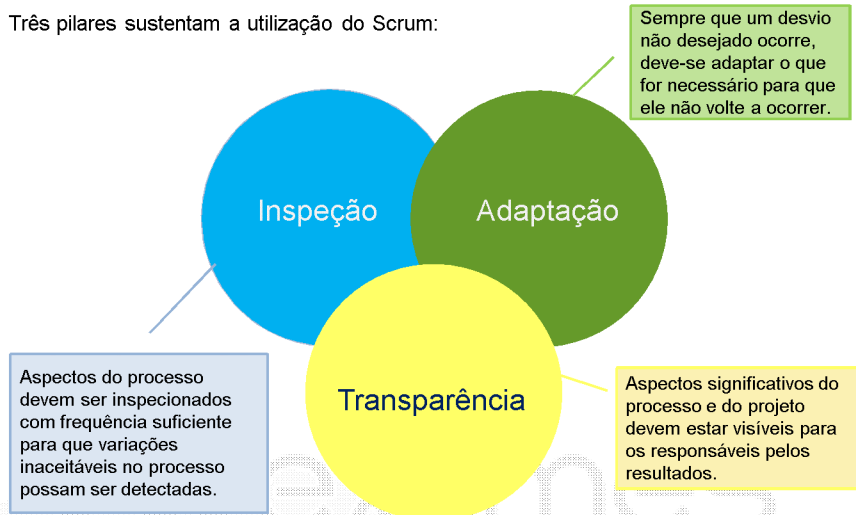 Três pilares sustentam a utilização do Scrum:
Sempre que um desvio
não desejado ocorre,
deve-se adaptar o que
for necessário para que
ele não volte a ocorrer.
Inspeção
Adaptação
Transparência
Aspectos do processo
devem ser inspecionados
com frequência suficiente
para que variações
inaceitáveis no processo
possam ser detectadas.
Aspectos significativos do
processo e do projeto
devem estar visíveis para
os responsáveis pelos
resultados.